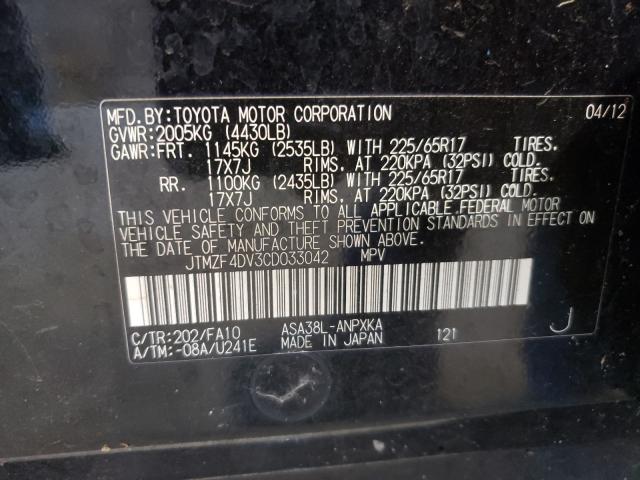 MFD.BY:TOYOTA MOTOR CORPORATION 04/12
GVWR:2005KG (4430LB)
GAWR:FRT. 1145KG (2535LB) WITH 225/65R17 TIRES.
17X7J RIMS. AT 220KPA (32PSI) COLD.
RR. 1100KG (2435LB) WITH 225/65R17 TIRES.
17X7J RIMS. AT 220KPA (32PSI) COLD.
THIS VEHICLE CONFORMS TO ALL APPLICABLE FEDERAL MOTOR
VEHICLE SAFETY AND THEFT PREVENTION STANDARDS IN EFFECT ON
THE DATE OF MANUFACTURE SHOWN ABOVE.
JTMZF4DV3CD033042 MPV
C/TR:202/FA10 ASA38L-ANPXKA
A/TM:-08A/U241E MADE IN JAPAN 121 J